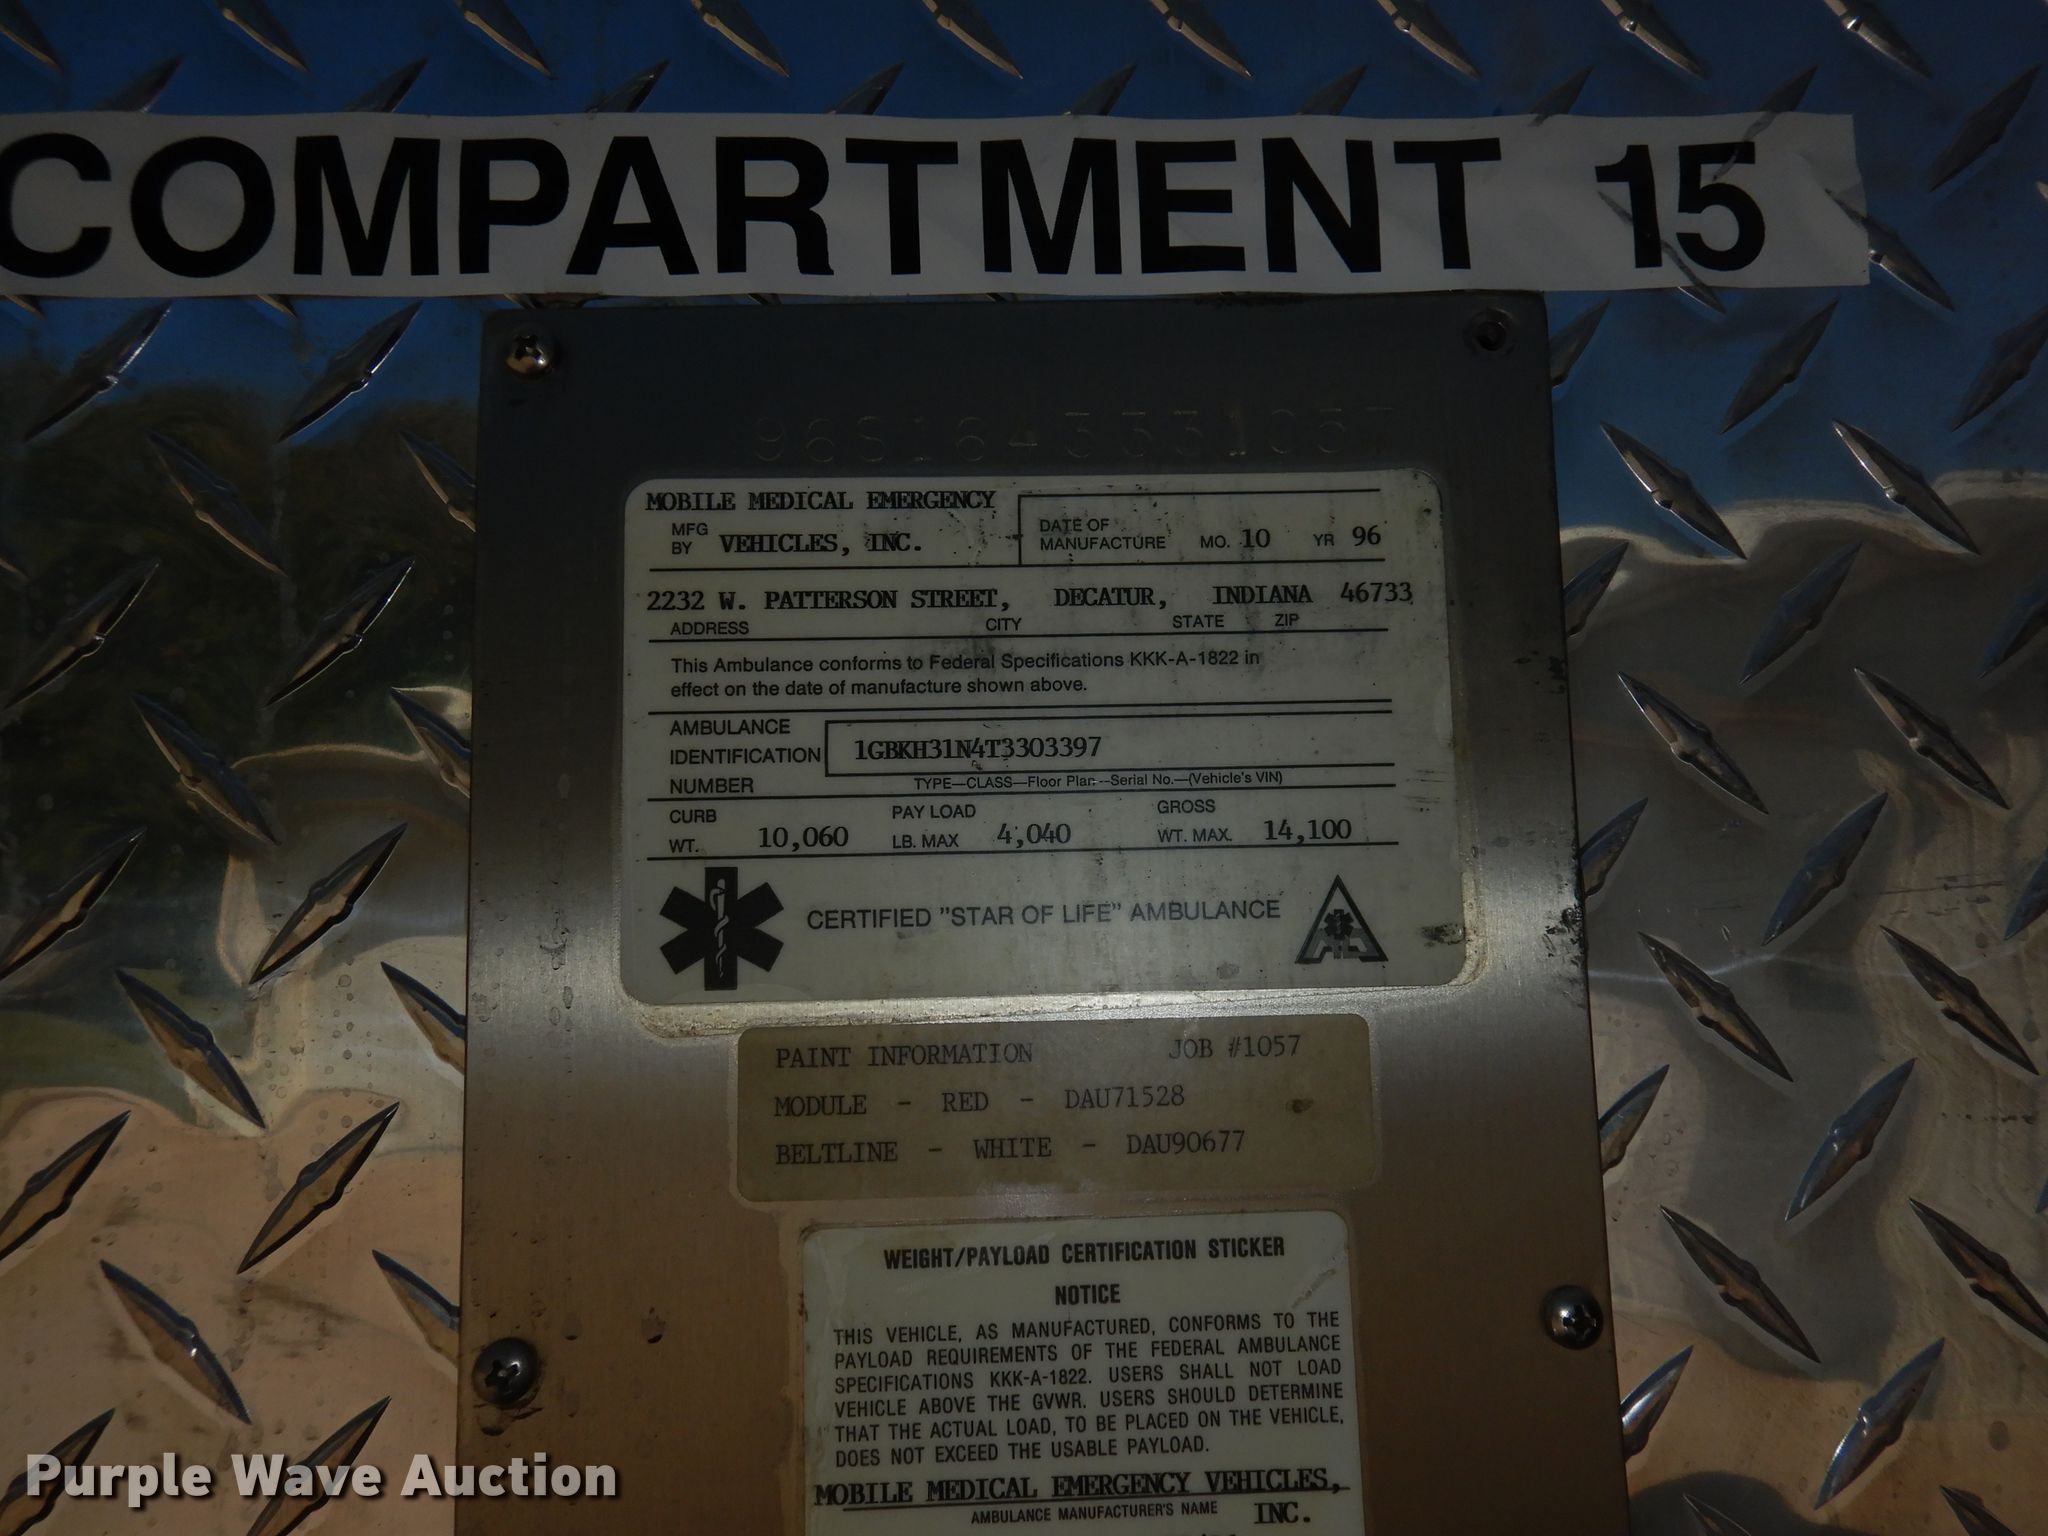 COMPARTMENT 15
96S1643331057
MOBILE MEDICAL EMERGENCY
MFG BY VEHICLES, INC.
DATE OF MANUFACTURE MO. 10 YR 96
2232 W. PATTERSON STREET, DECATUR, INDIANA 46733
ADDRESS CITY STATE ZIP
This Ambulance conforms to Federal Specifications KKK-A-1822 in
effect on the date of manufacture shown above.
AMBULANCE
IDENTIFICATION 1GBKH31N4T3303397
NUMBER TYPE—CLASS—Floor Plan--Serial No.—(Vehicle's VIN)
CURB WT. 10,060 PAY LOAD LB. MAX 4,040 GROSS WT. MAX. 14,100
CERTIFIED "STAR OF LIFE" AMBULANCE
PAINT INFORMATION JOB #1057
MODULE - RED - DAU71528
BELTLINE - WHITE - DAU90677
WEIGHT/PAYLOAD CERTIFICATION STICKER
NOTICE
THIS VEHICLE, AS MANUFACTURED, CONFORMS TO THE
PAYLOAD REQUIREMENTS OF THE FEDERAL AMBULANCE
SPECIFICATIONS KKK-A-1822. USERS SHALL NOT LOAD
VEHICLE ABOVE THE GVWR. USERS SHOULD DETERMINE
THAT THE ACTUAL LOAD, TO BE PLACED ON THE VEHICLE,
DOES NOT EXCEED THE USABLE PAYLOAD.
MOBILE MEDICAL EMERGENCY VEHICLES,
AMBULANCE MANUFACTURER'S NAME INC.
Purple Wave Auction